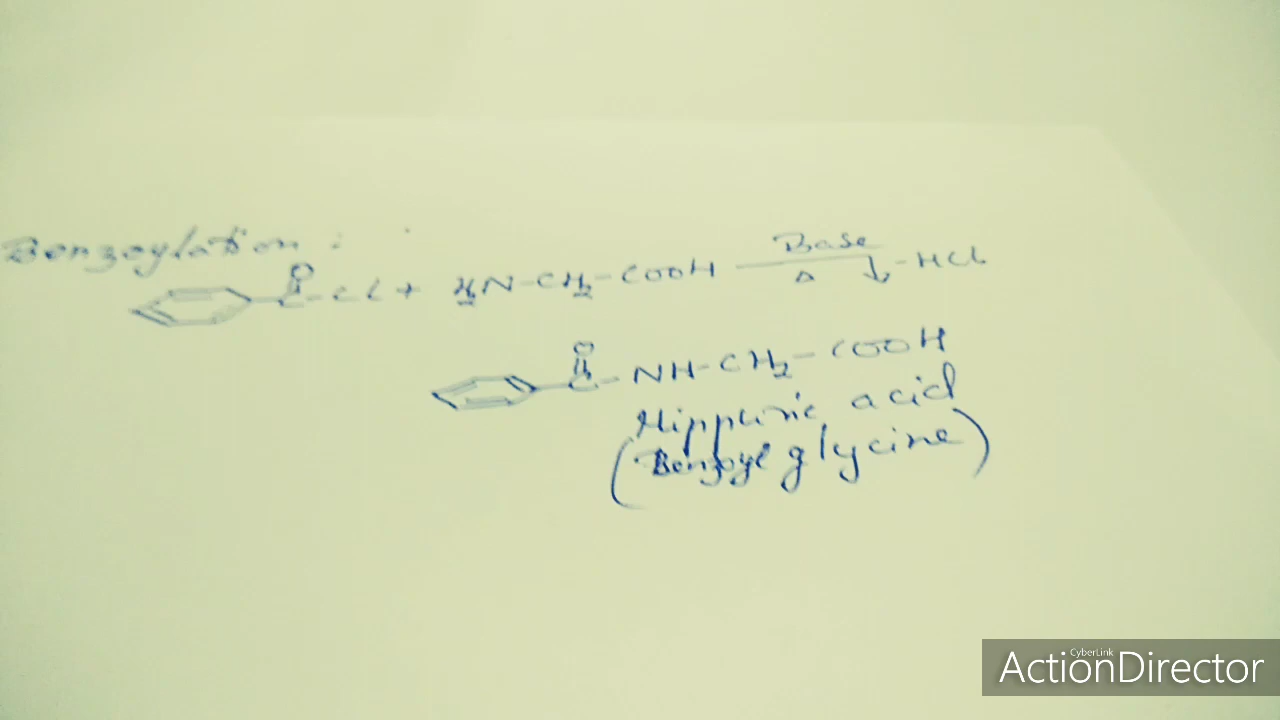 Benzoylation :
O
C-Cl + H2N-CH2-COOH Base Δ -HCl
O
C-NH-CH2-COOH
Hippuric acid
(Benzoyl glycine)
CyberLink
ActionDirector